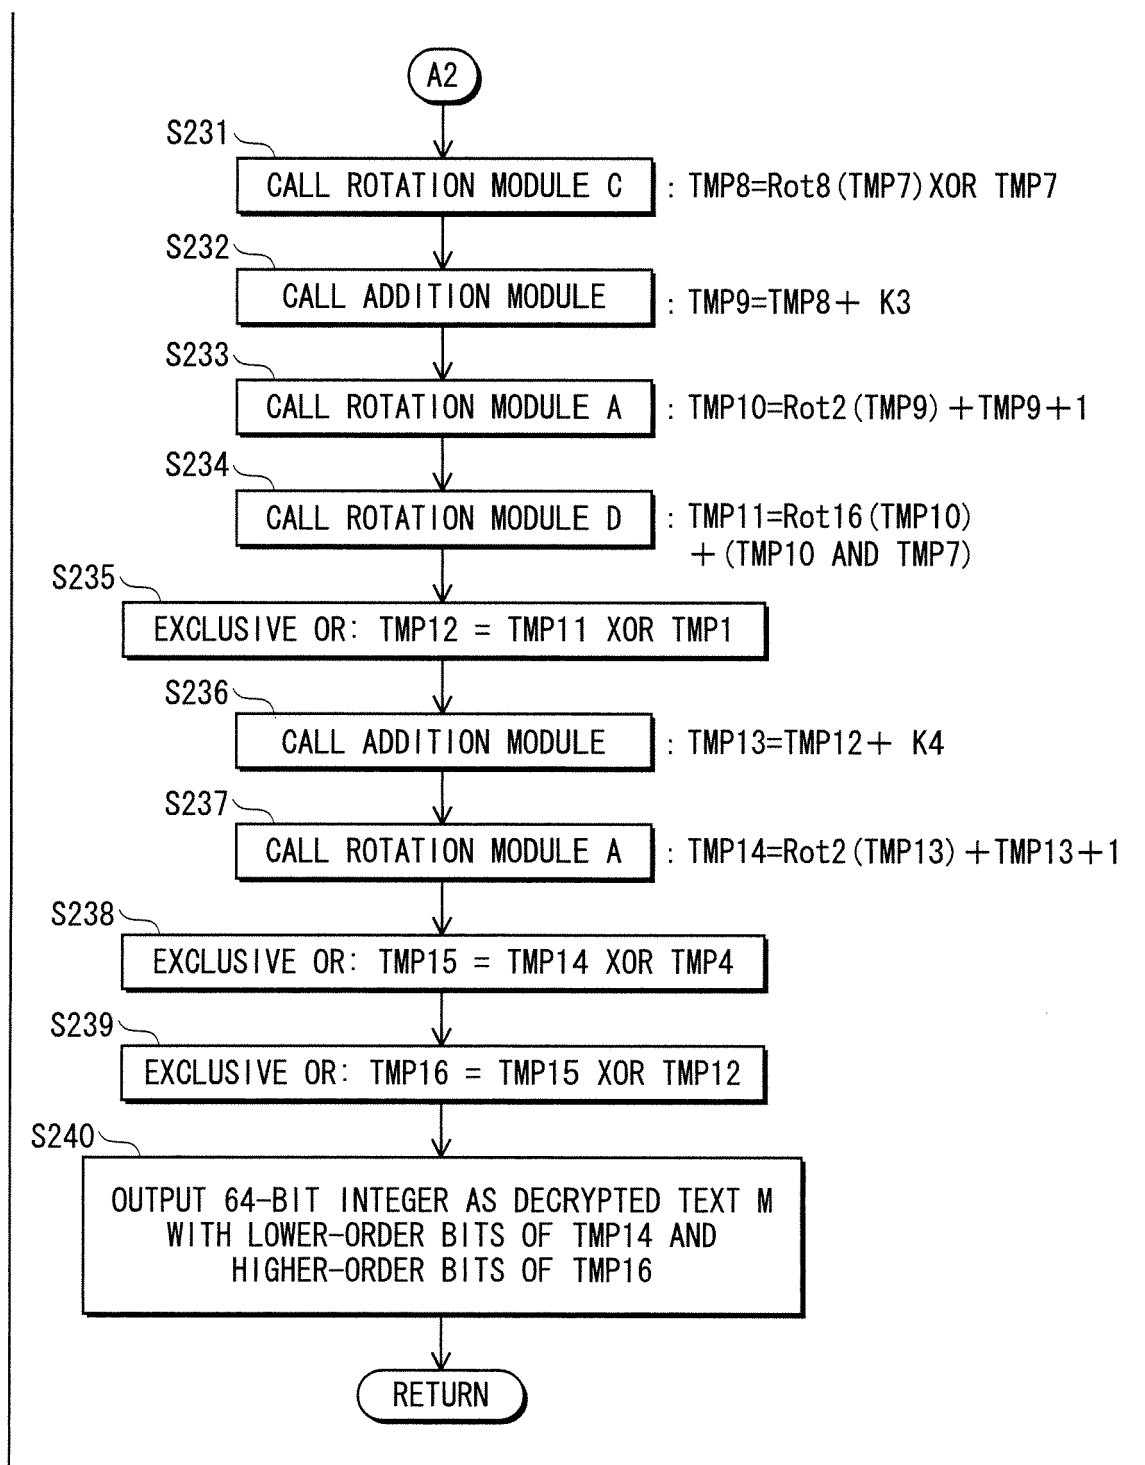 A2
S231
CALL ROTATION MODULE C : TMP8=Rot8(TMP7)XOR TMP7
S232
CALL ADDITION MODULE : TMP9=TMP8+ K3
S233
CALL ROTATION MODULE A : TMP10=Rot2(TMP9)+TMP9+1
S234
CALL ROTATION MODULE D : TMP11=Rot16(TMP10)
+(TMP10 AND TMP7)
S235
EXCLUSIVE OR: TMP12 = TMP11 XOR TMP1
S236
CALL ADDITION MODULE : TMP13=TMP12+ K4
S237
CALL ROTATION MODULE A : TMP14=Rot2(TMP13)+TMP13+1
S238
EXCLUSIVE OR: TMP15 = TMP14 XOR TMP4
S239
EXCLUSIVE OR: TMP16 = TMP15 XOR TMP12
S240
OUTPUT 64-BIT INTEGER AS DECRYPTED TEXT M
WITH LOWER-ORDER BITS OF TMP14 AND
HIGHER-ORDER BITS OF TMP16
RETURN